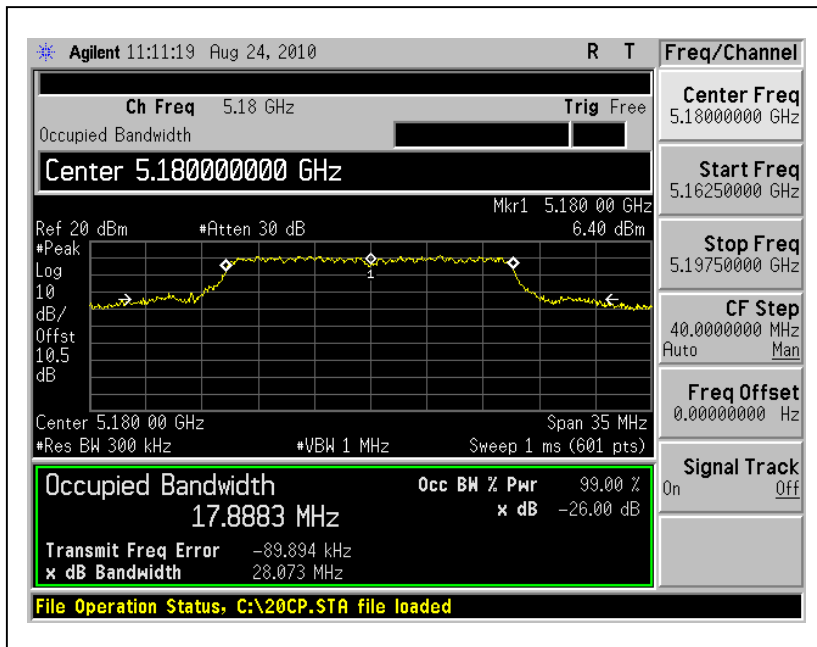 Agilent 11:11:19 Aug 24, 2010 R T
Ch Freq 5.18 GHz Trig Free
Occupied Bandwidth
Center 5.180000000 GHz
Mkr1 5.180 00 GHz
Ref 20 dBm #Atten 30 dB 6.40 dBm
#Peak
Log
10
dB/
Offst
10.5
dB
1
Center 5.180 00 GHz Span 35 MHz
#Res BW 300 kHz #VBW 1 MHz Sweep 1 ms (601 pts)
Occupied Bandwidth Occ BW % Pwr 99.00 %
17.8883 MHz x dB -26.00 dB
Transmit Freq Error -89.894 kHz
x dB Bandwidth 28.073 MHz
File Operation Status, C:\20CP.STA file loaded
Freq/Channel
Center Freq
5.18000000 GHz
Start Freq
5.16250000 GHz
Stop Freq
5.19750000 GHz
CF Step
40.0000000 MHz
Auto Man
Freq Offset
0.00000000 Hz
Signal Track
On Off